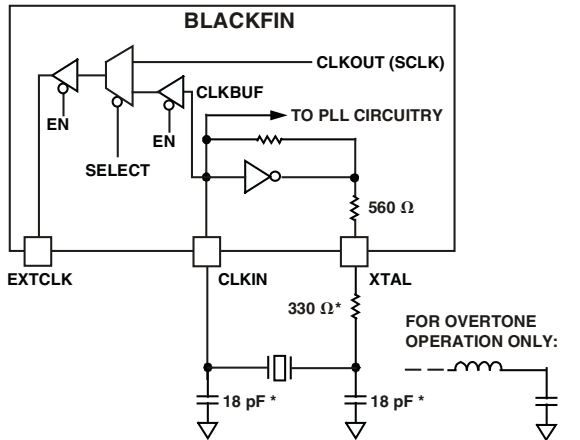 BLACKFIN
CLKOUT (SCLK)
CLKBUF
TO PLL CIRCUITRY
EN
EN
SELECT
560 Ω
EXTCLK
CLKIN
XTAL
330 Ω*
FOR OVERTONE
OPERATION ONLY:
18 pF *
18 pF *